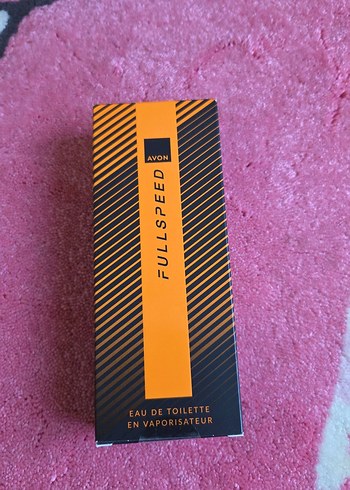 AVON
FULLSPEED
EAU DE TOILETTE
EN VAPORISATEUR